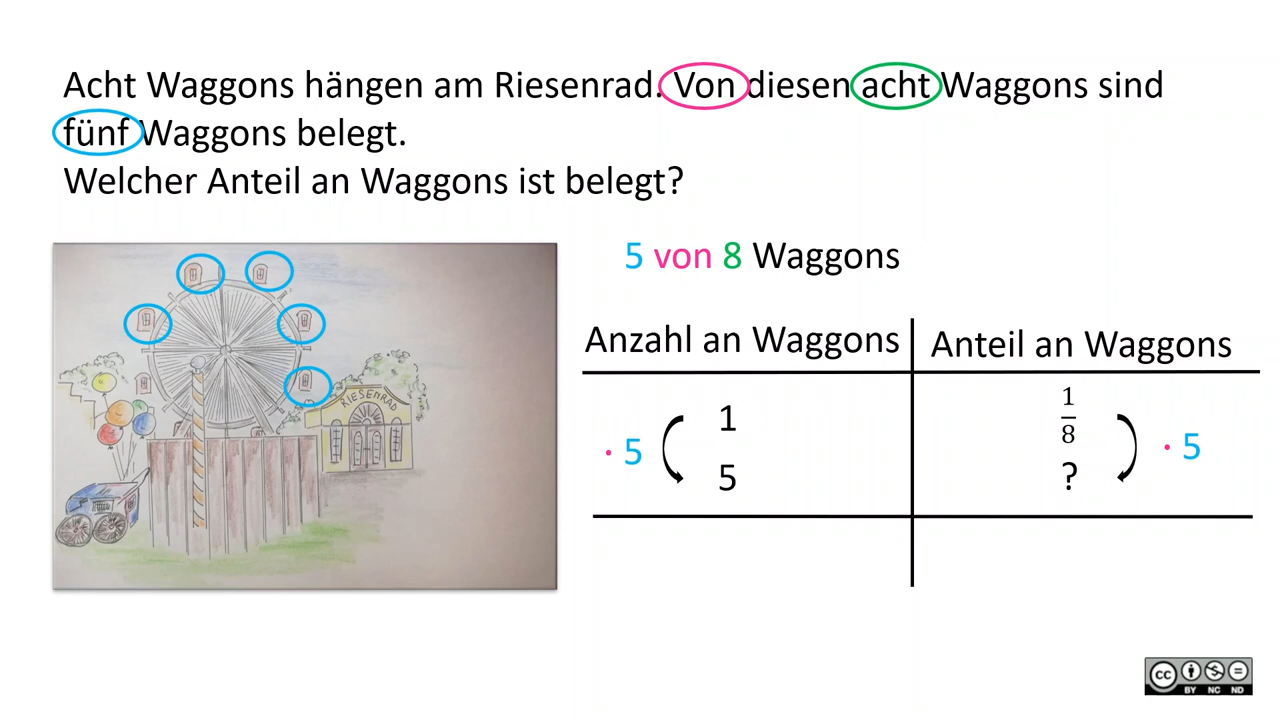 Acht Waggons hängen am Riesenrad. Von diesen acht Waggons sind
fünf Waggons belegt.
Welcher Anteil an Waggons ist belegt?
5 von 8 Waggons
Anzahl an Waggons
Anteil an Waggons
· 5
1
5
1
8
?
· 5
RIESENRAD
cc
BY NC ND